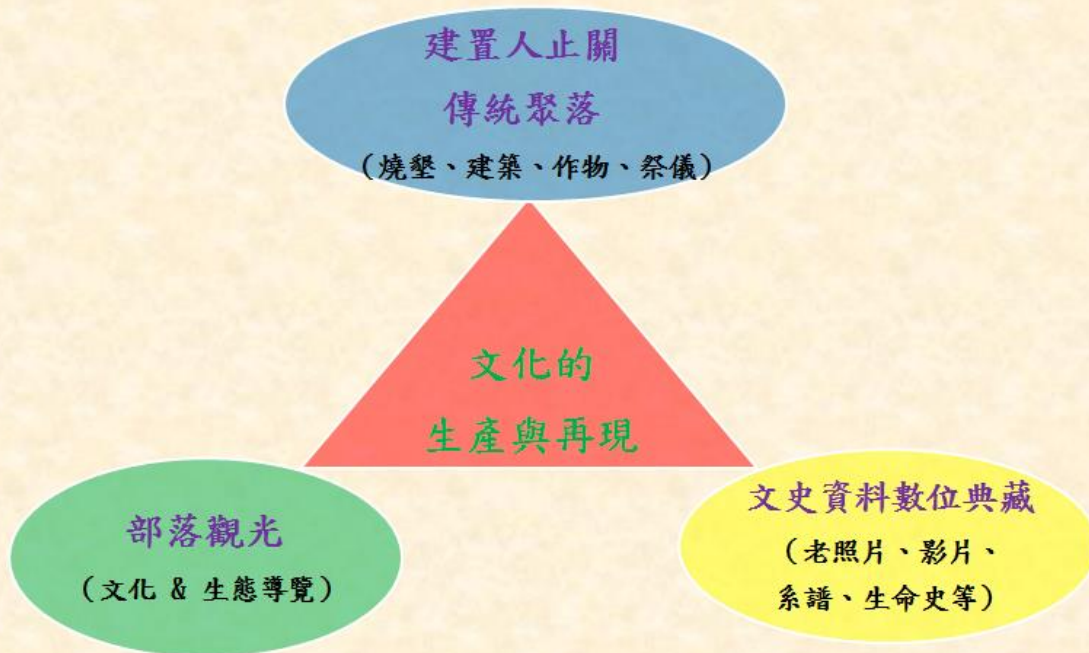 建置人止關
傳統聚落
(燒墾、建築、作物、祭儀)
文化的
生產與再現
部落觀光
(文化 & 生態導覽)
文史資料數位典藏
(老照片、影片、
系譜、生命史等)